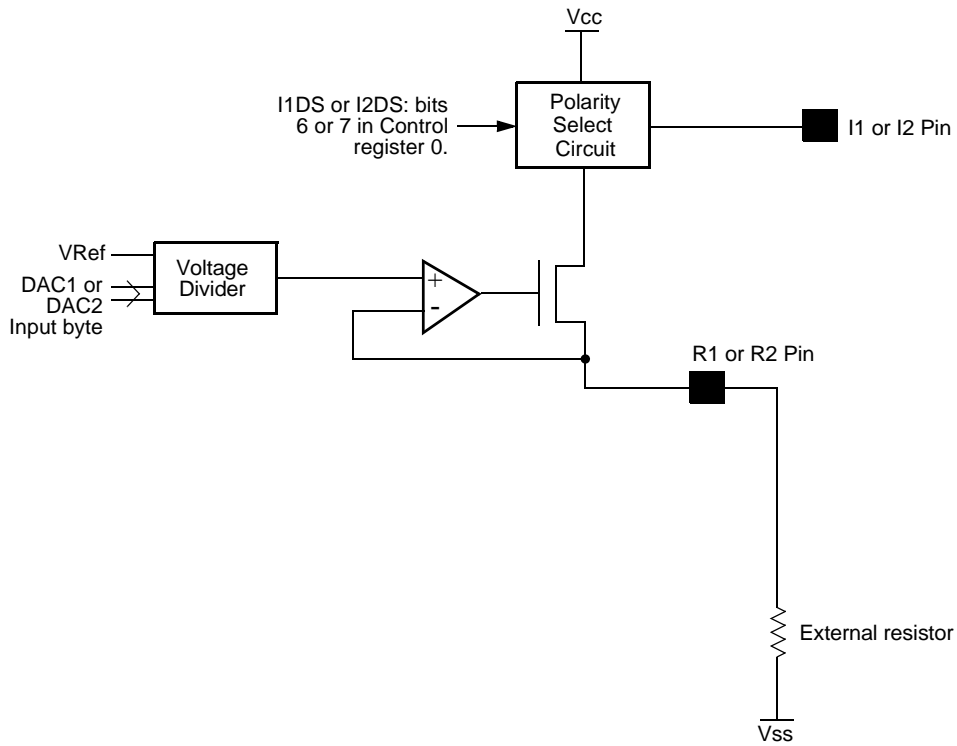 Vcc
I1DS or I2DS: bits
6 or 7 in Control
register 0.
Polarity
Select
Circuit
I1 or I2 Pin
VRef
DAC1 or
DAC2
Input byte
Voltage
Divider
+
-
R1 or R2 Pin
External resistor
Vss